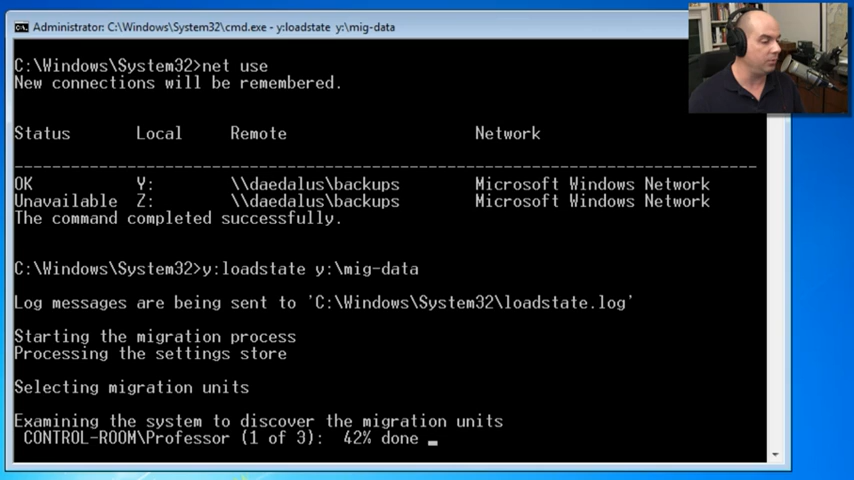 Administrator: C:\Windows\System32\cmd.exe - y:loadstate y:\mig-data
C:\Windows\System32>net use
New connections will be remembered.
Status Local Remote Network
-------------------------------------------------------------------------------
OK Y: \\daedalus\backups Microsoft Windows Network
Unavailable Z: \\daedalus\backups Microsoft Windows Network
The command completed successfully.
C:\Windows\System32>y:loadstate y:\mig-data
Log messages are being sent to 'C:\Windows\System32\loadstate.log'
Starting the migration process
Processing the settings store
Selecting migration units
Examining the system to discover the migration units
CONTROL-ROOM\Professor (1 of 3): 42% done _